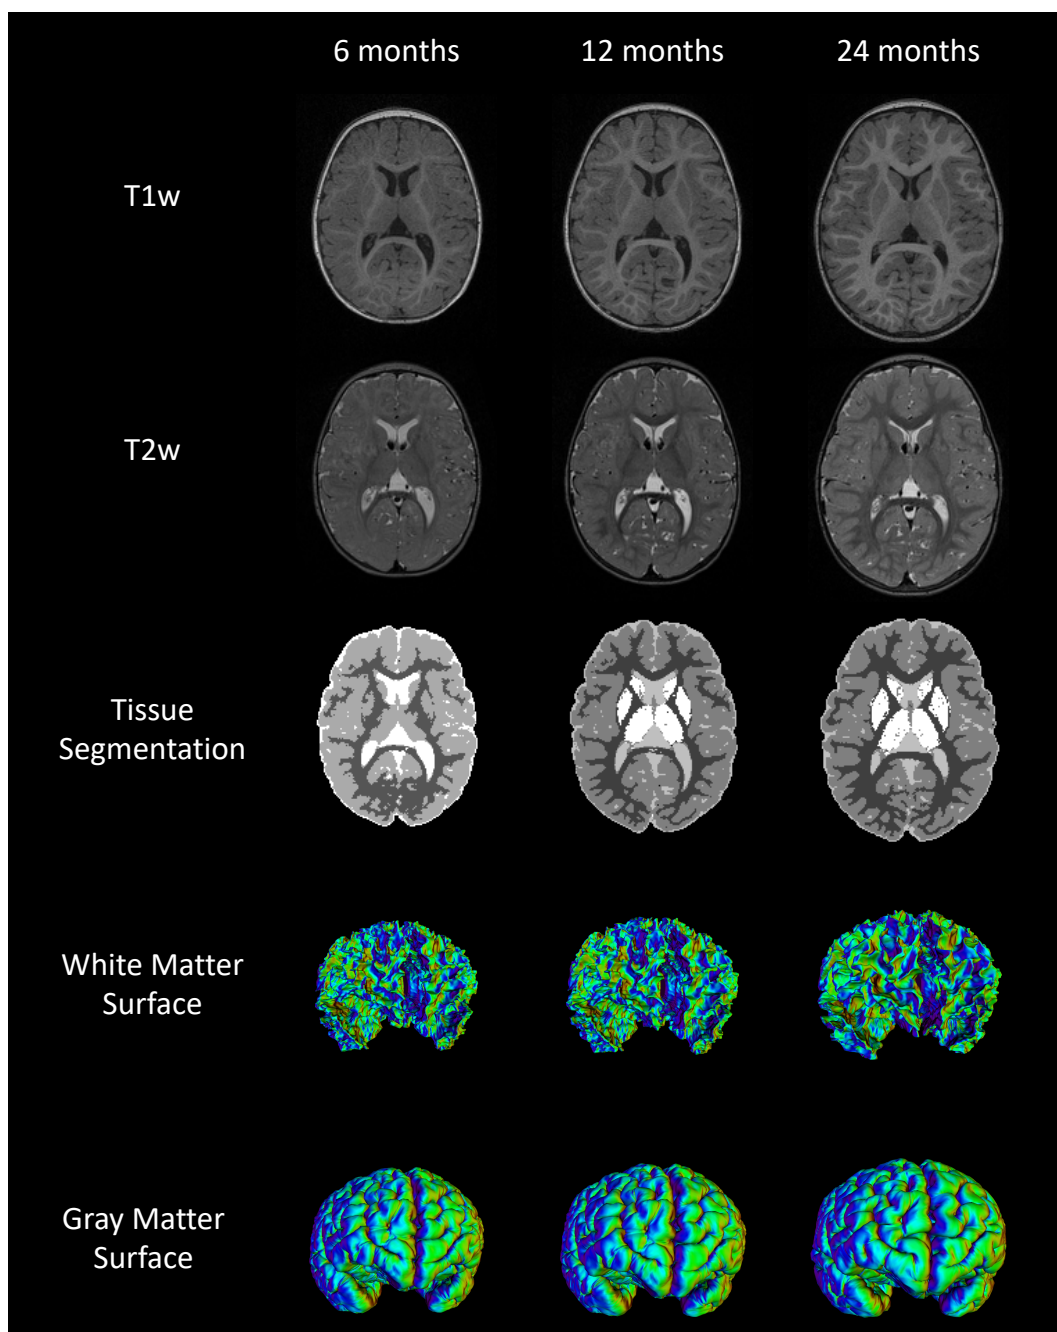 6 months
12 months
24 months
T1w
T2w
Tissue
Segmentation
White Matter
Surface
Gray Matter
Surface